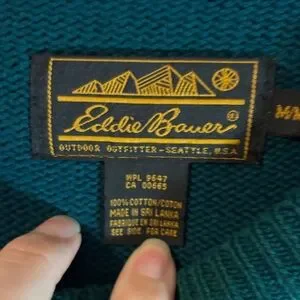 Eddie Bauer
OUTDOOR OUTFITTER - SEATTLE, U.S.A.
WPL 9647
CA 00665
100% COTTON/COTON
MADE IN SRI LANKA
FABRIQUE EN SRI LANKA
SEE SIDE FOR CARE